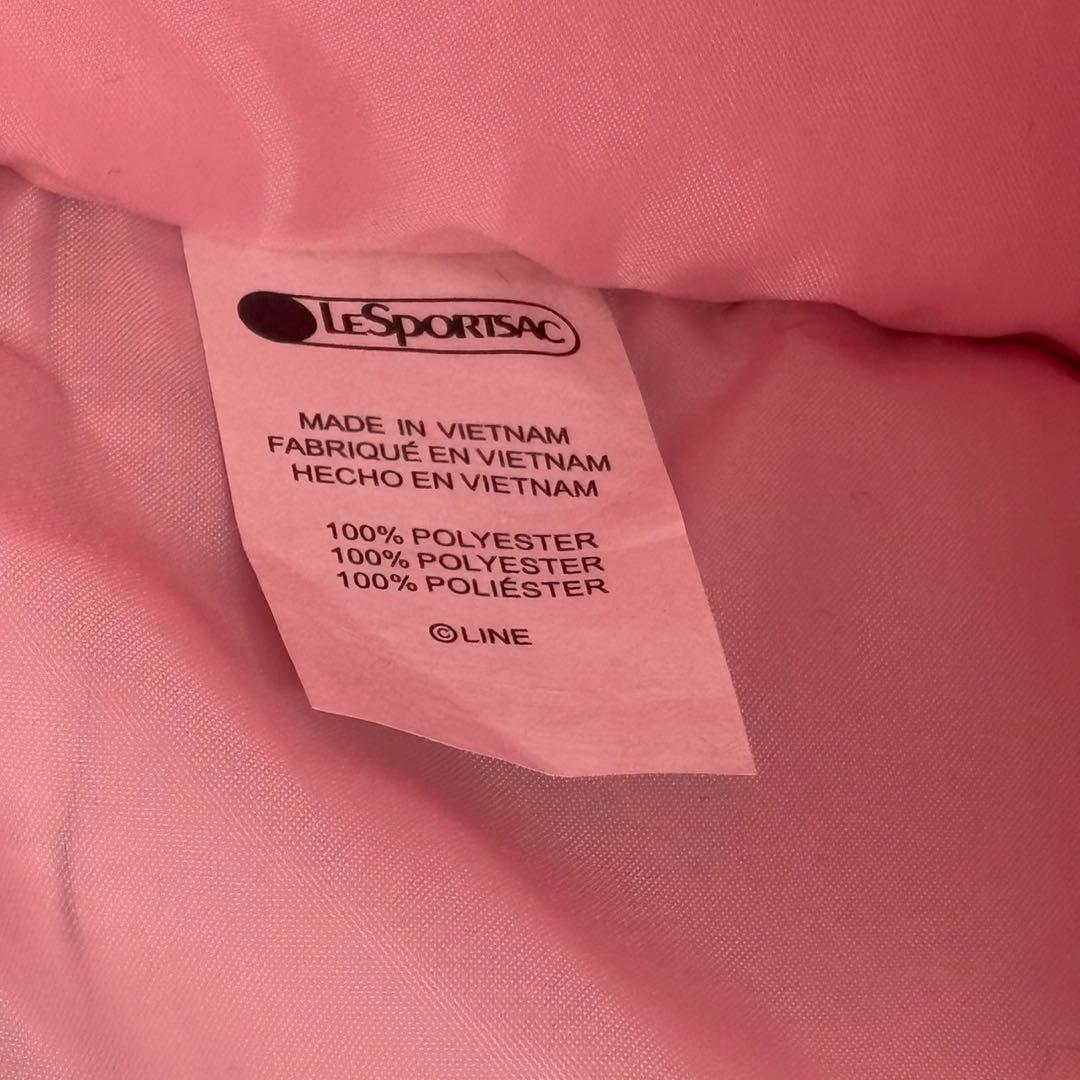 LESPORTSAC
MADE IN VIETNAM
FABRIQUÉ EN VIETNAM
HECHO EN VIETNAM
100% POLYESTER
100% POLYESTER
100% POLIÉSTER
©LINE